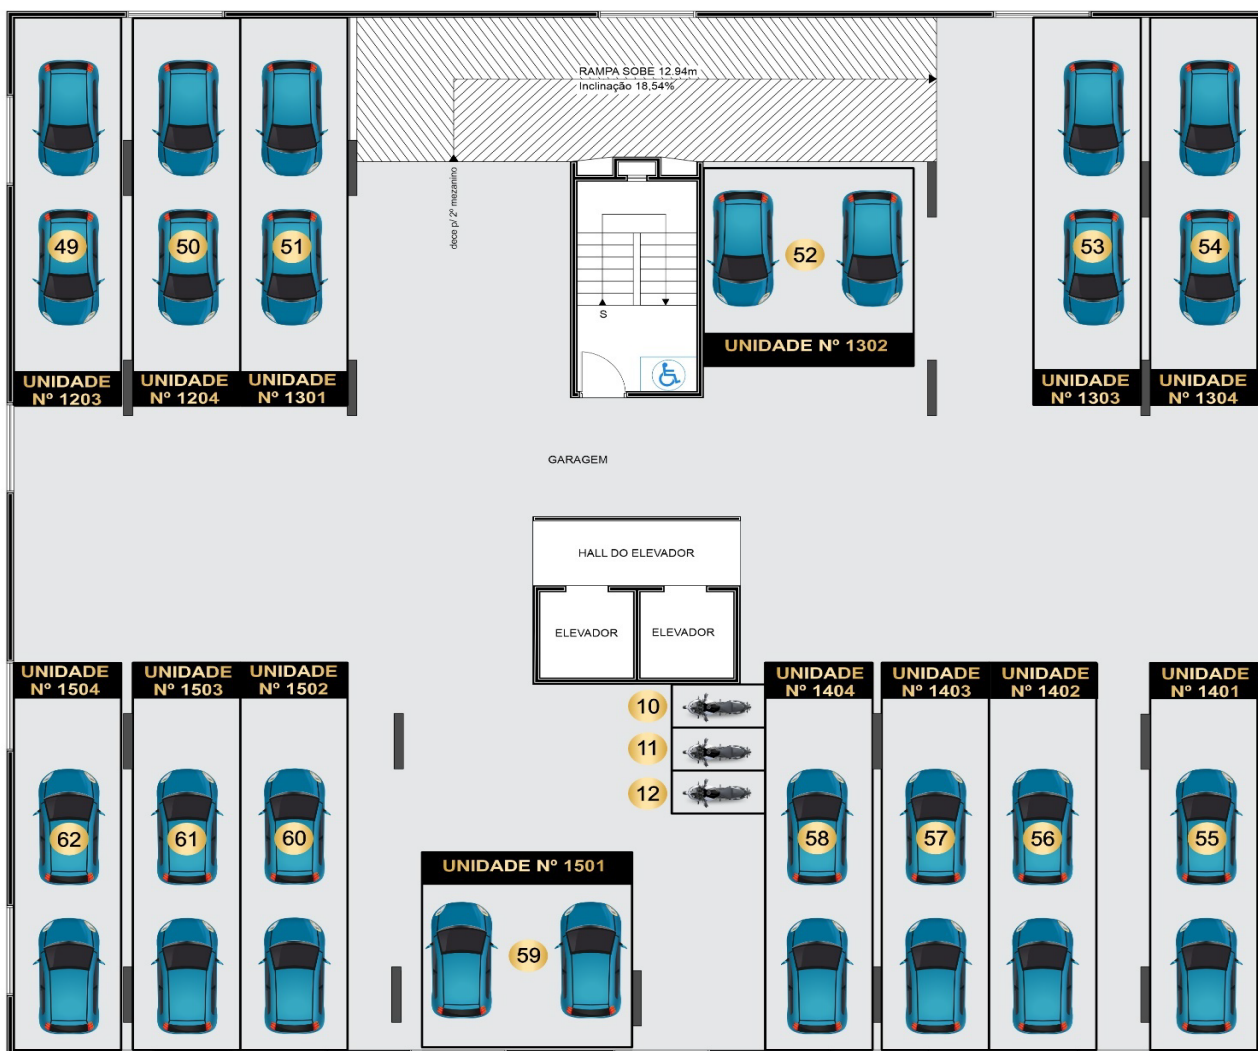 RAMPA SOBE 12.94m
Inclinação 18,54%
dece p/ 2º mezanino
49
50
51
52
53
54
S
UNIDADE Nº 1302
UNIDADE
Nº 1203
UNIDADE
Nº 1204
UNIDADE
Nº 1301
UNIDADE
Nº 1303
UNIDADE
Nº 1304
GARAGEM
HALL DO ELEVADOR
ELEVADOR
ELEVADOR
UNIDADE
Nº 1504
UNIDADE
Nº 1503
UNIDADE
Nº 1502
UNIDADE
Nº 1404
UNIDADE
Nº 1403
UNIDADE
Nº 1402
UNIDADE
Nº 1401
10
11
12
62
61
60
58
57
56
55
UNIDADE Nº 1501
59